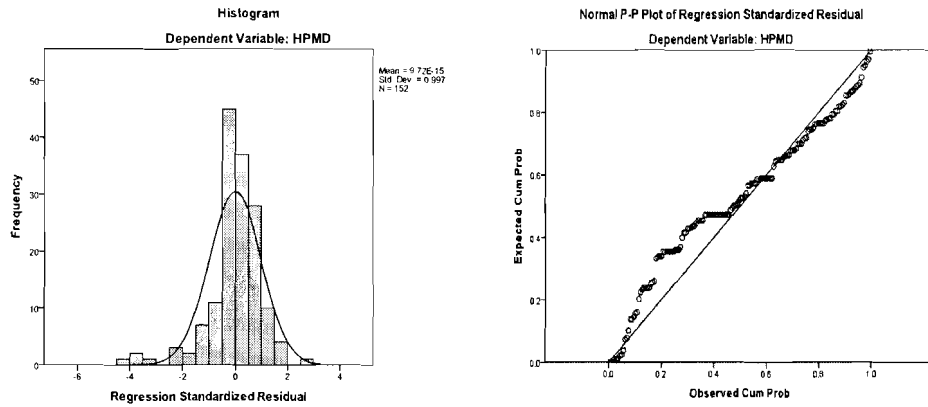 Histogram
Dependent Variable: HPMD
Mean = 9.77E-15
Std. Dev. = 0.997
N = 152
50
40
30
20
10
0
Frequency
-6
-4
-2
0
2
4
Regression Standardized Residual
Normal P-P Plot of Regression Standardized Residual
Dependent Variable: HPMD
1.0
0.8
0.6
0.4
0.2
0.0
Expected Cum Prob
0.0
0.2
0.4
0.6
0.8
1.0
Observed Cum Prob